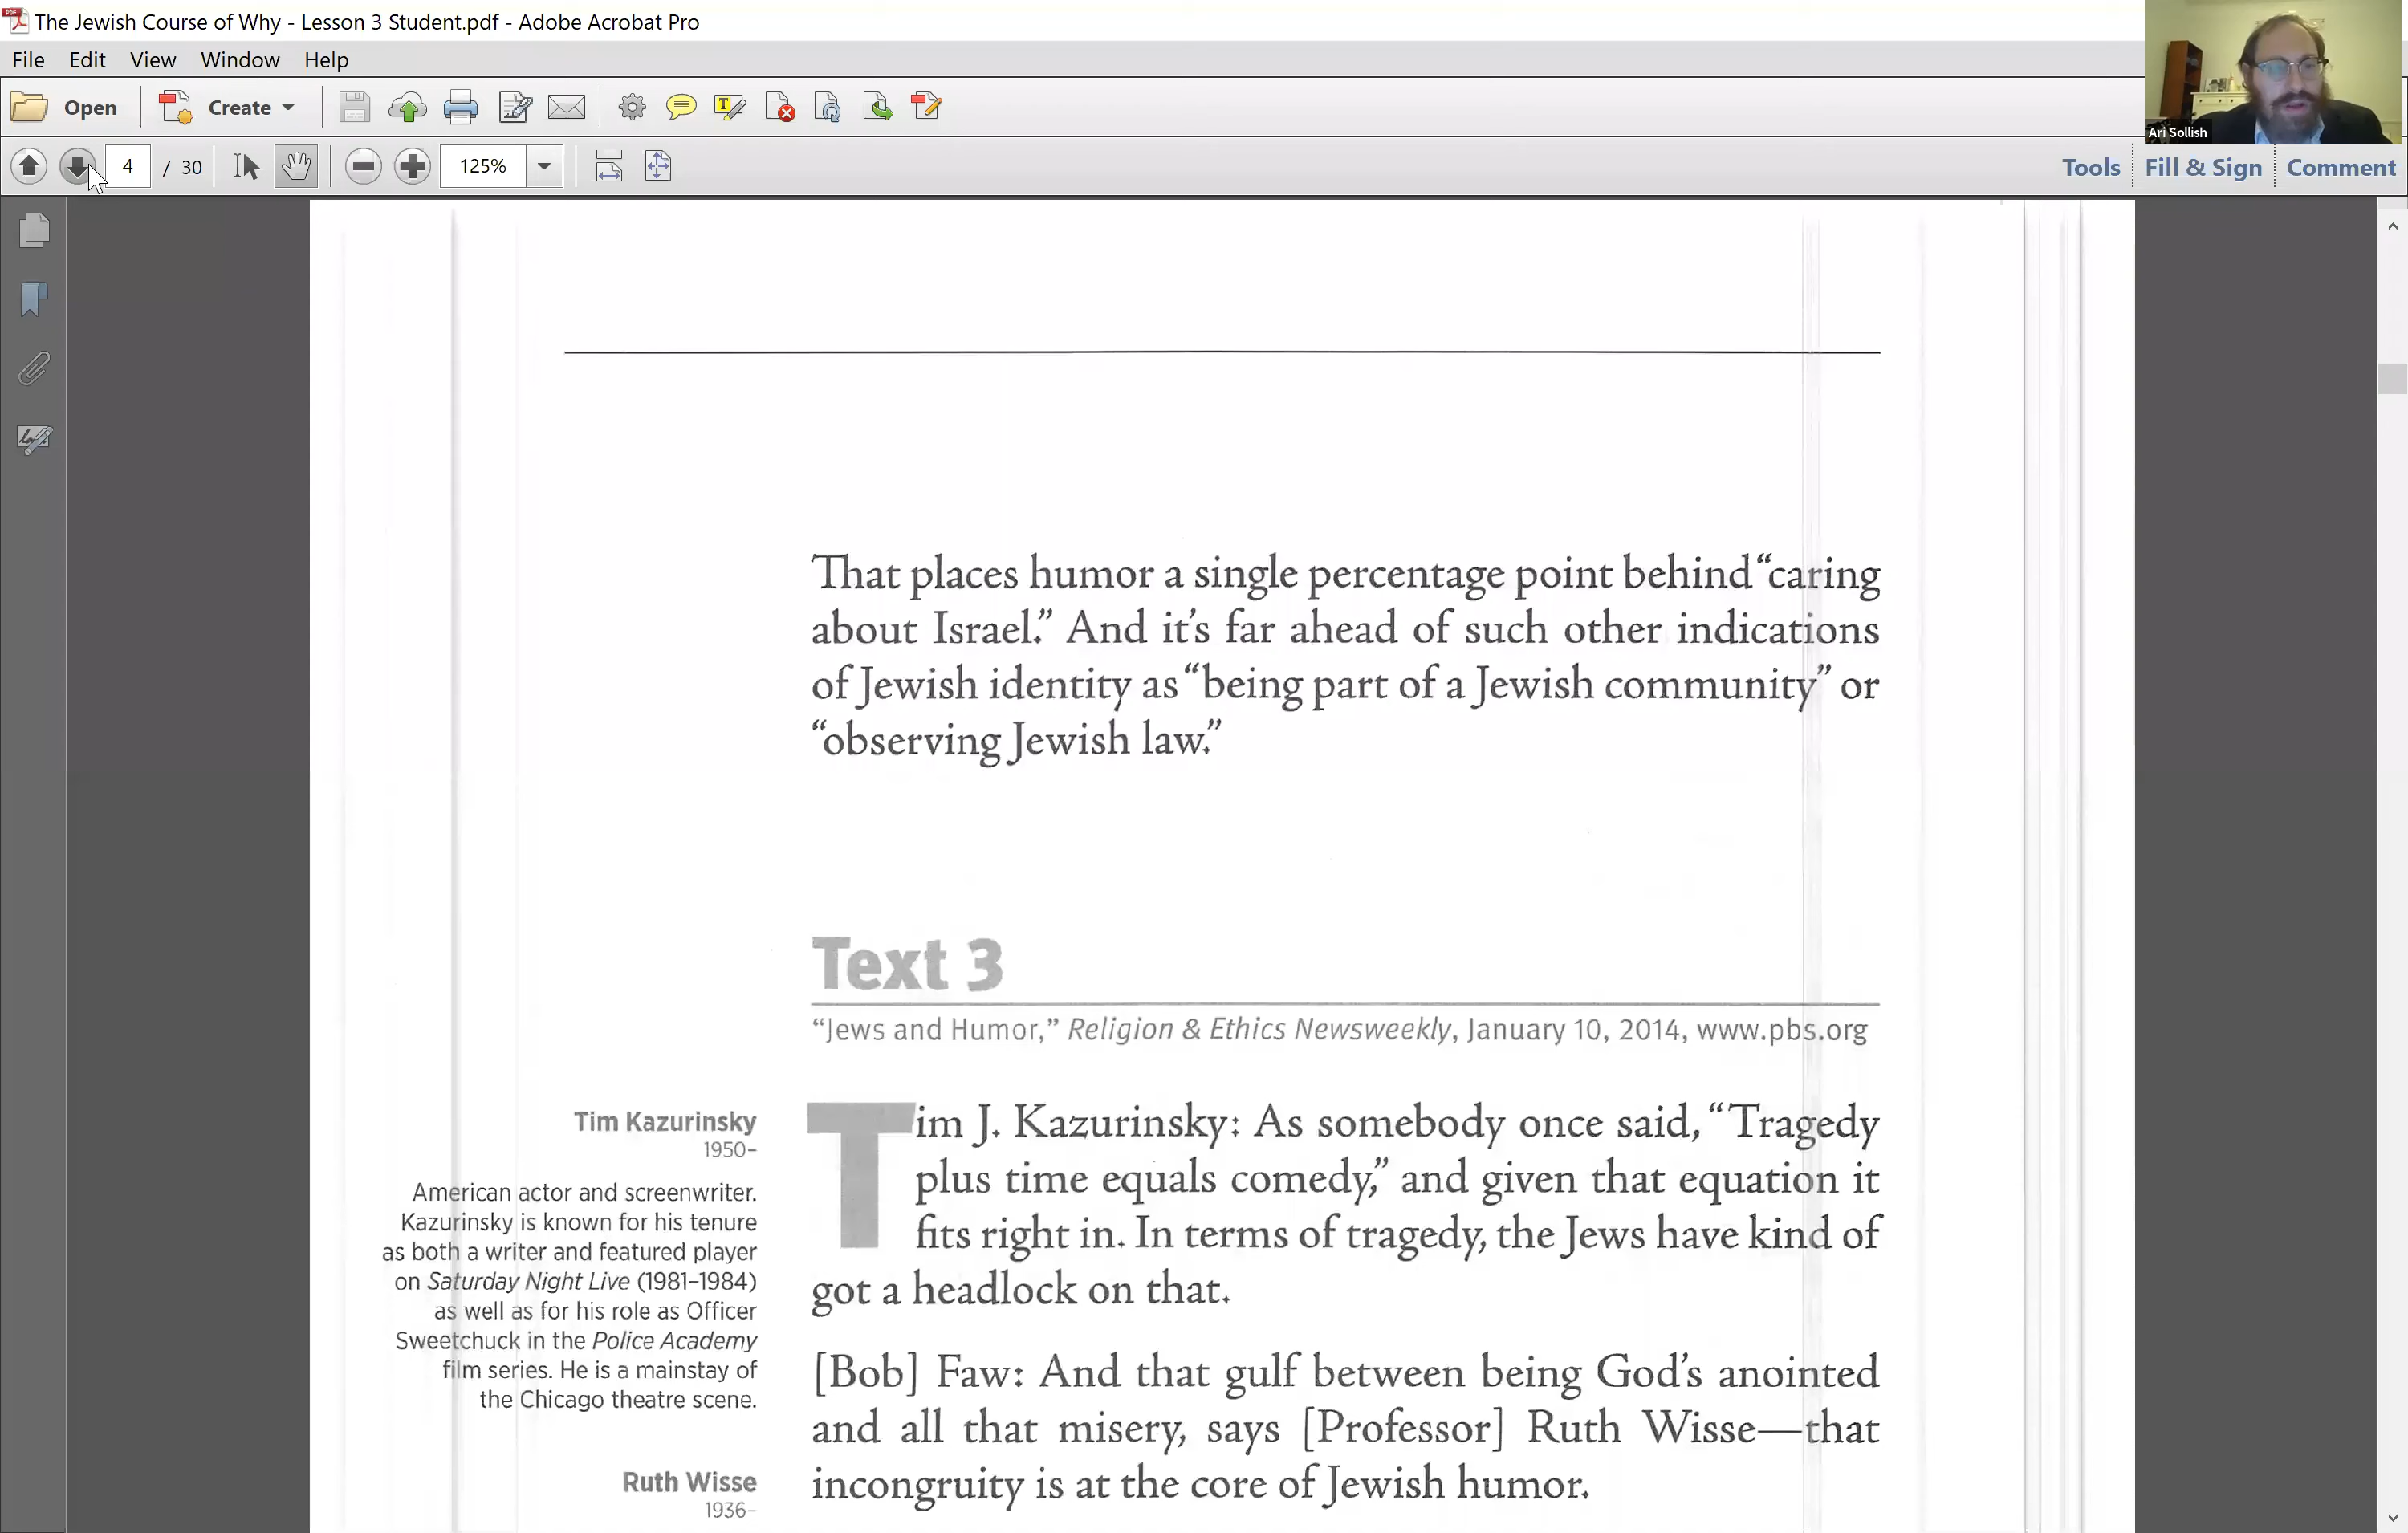 The Jewish Course of Why - Lesson 3 Student.pdf - Adobe Acrobat Pro
File Edit View Window Help
Open Create
Ari Sollish
4 / 30 125% Tools Fill & Sign Comment
That places humor a single percentage point behind “caring
about Israel.” And it’s far ahead of such other indications
of Jewish identity as “being part of a Jewish community” or
“observing Jewish law.”
Text 3
“Jews and Humor,” Religion & Ethics Newsweekly, January 10, 2014, www.pbs.org
Tim Kazurinsky
1950–
American actor and screenwriter.
Kazurinsky is known for his tenure
as both a writer and featured player
on Saturday Night Live (1981–1984)
as well as for his role as Officer
Sweetchuck in the Police Academy
film series. He is a mainstay of
the Chicago theatre scene.
Ruth Wisse
1936–
Tim J. Kazurinsky: As somebody once said, “Tragedy
plus time equals comedy,” and given that equation it
fits right in. In terms of tragedy, the Jews have kind of
got a headlock on that.
[Bob] Faw: And that gulf between being God’s anointed
and all that misery, says [Professor] Ruth Wisse—that
incongruity is at the core of Jewish humor.